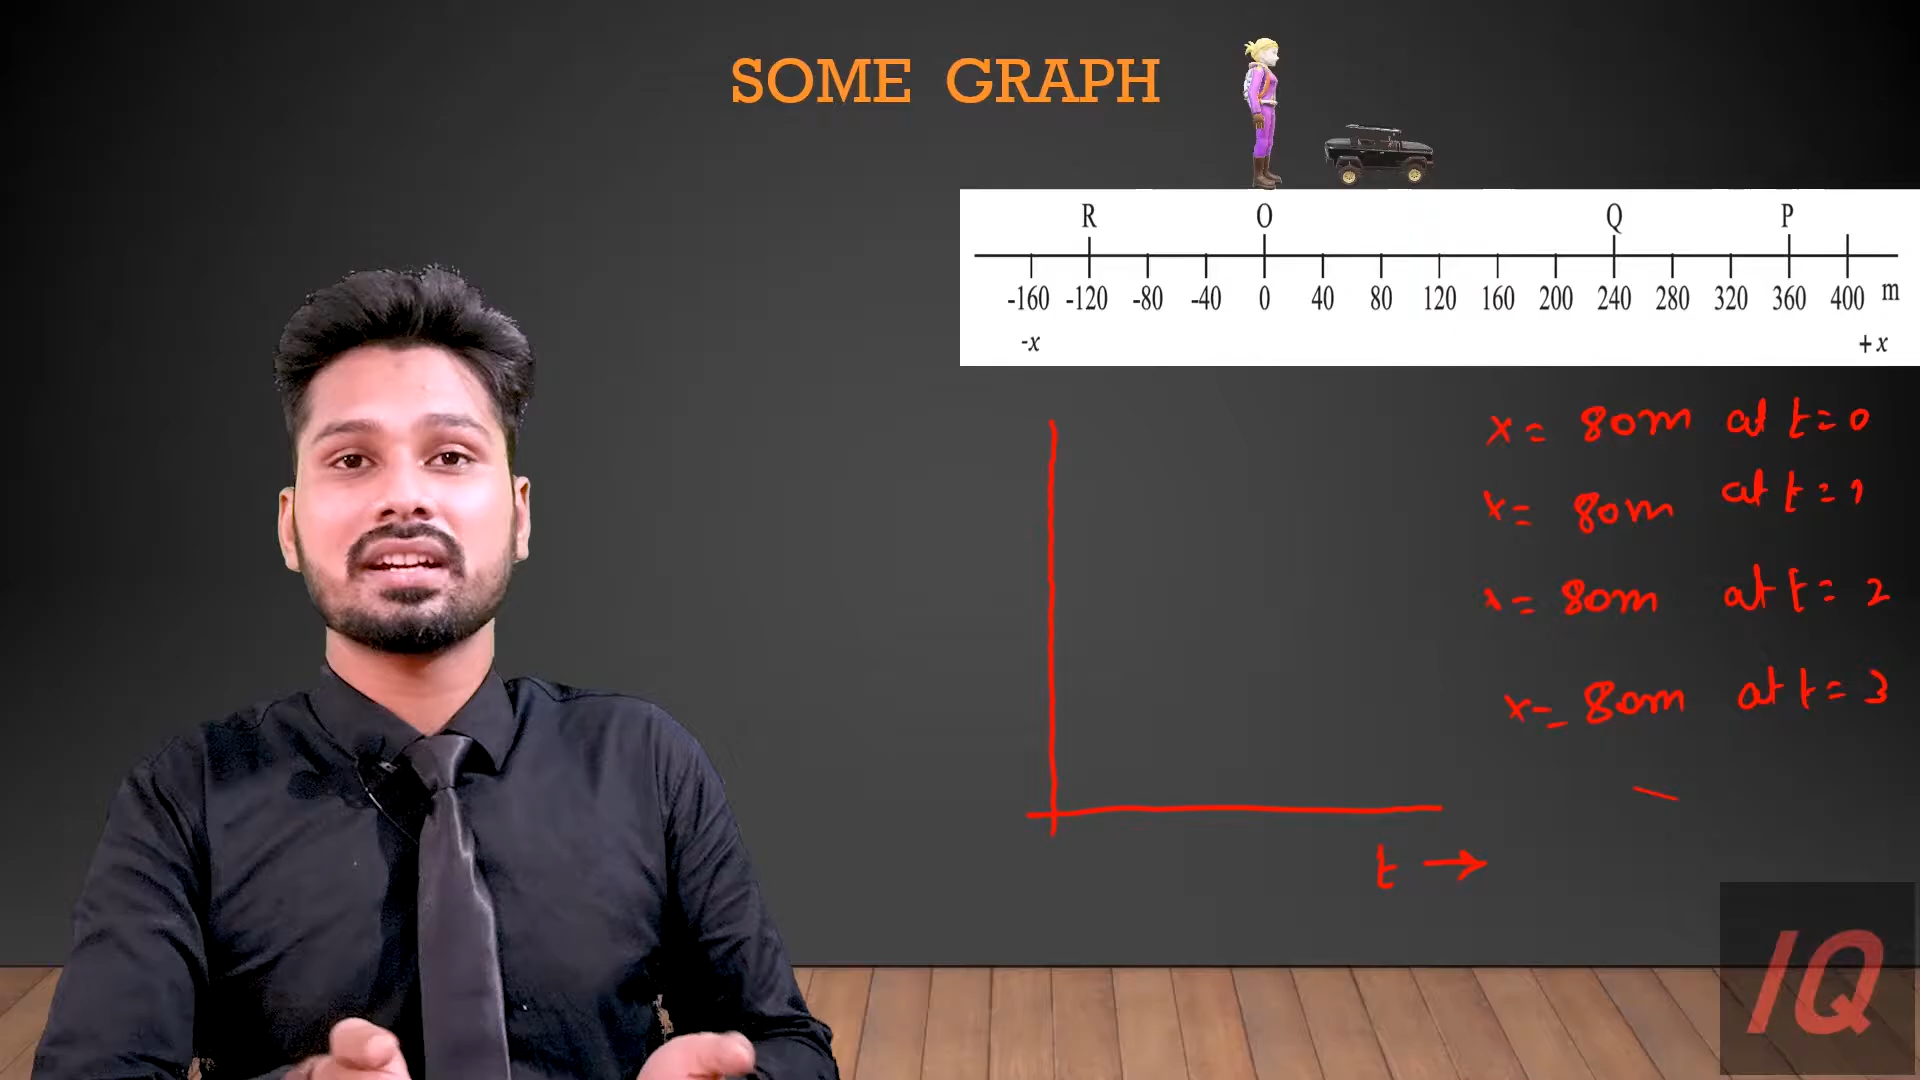 SOME GRAPH
R O Q P
-160 -120 -80 -40 0 40 80 120 160 200 240 280 320 360 400 m
-x +x
x = 80m at t=0
x = 80m at t=1
x = 80m at t=2
x = 80m at t=3
t →
IQ